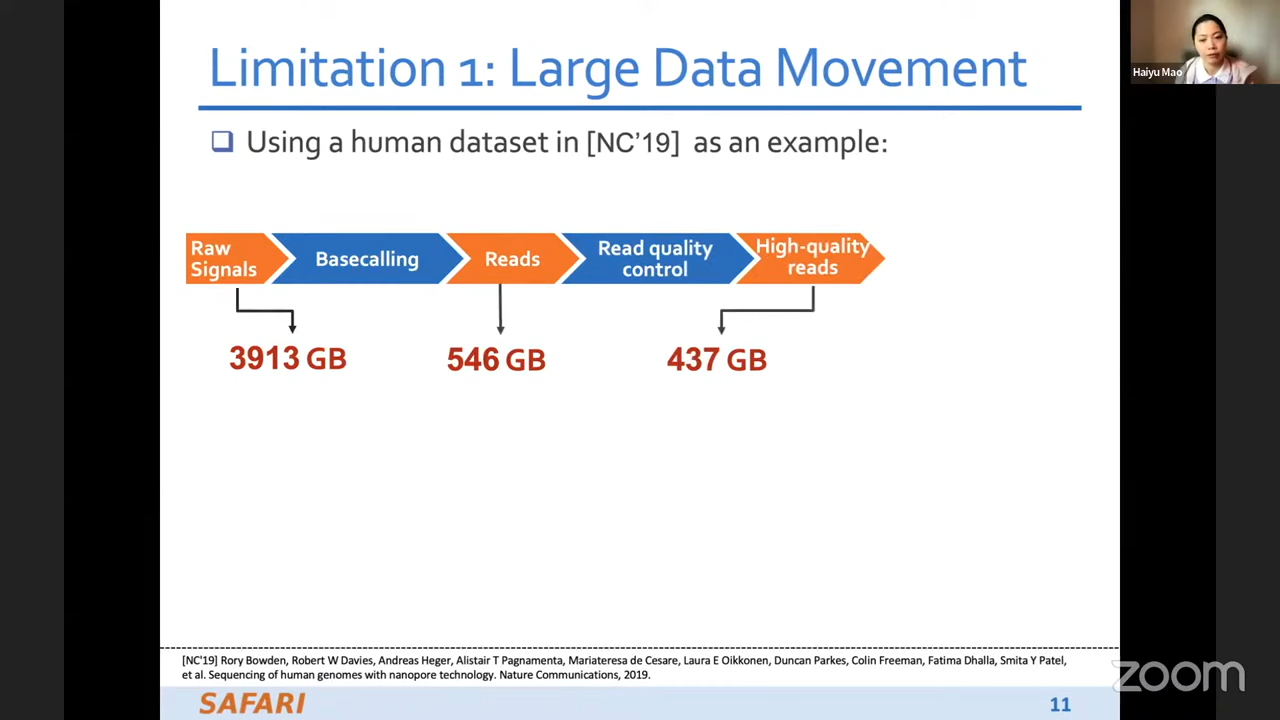 Limitation 1: Large Data Movement
Haiyu Mao
❑ Using a human dataset in [NC’19] as an example:
Raw
Signals
Basecalling
Reads
Read quality
control
High-quality
reads
3913 GB
546 GB
437 GB
[NC'19] Rory Bowden, Robert W Davies, Andreas Heger, Alistair T Pagnamenta, Mariateresa de Cesare, Laura E Oikkonen, Duncan Parkes, Colin Freeman, Fatima Dhalla, Smita Y Patel,
et al. Sequencing of human genomes with nanopore technology. Nature Communications, 2019.
SAFARI
11
zoom